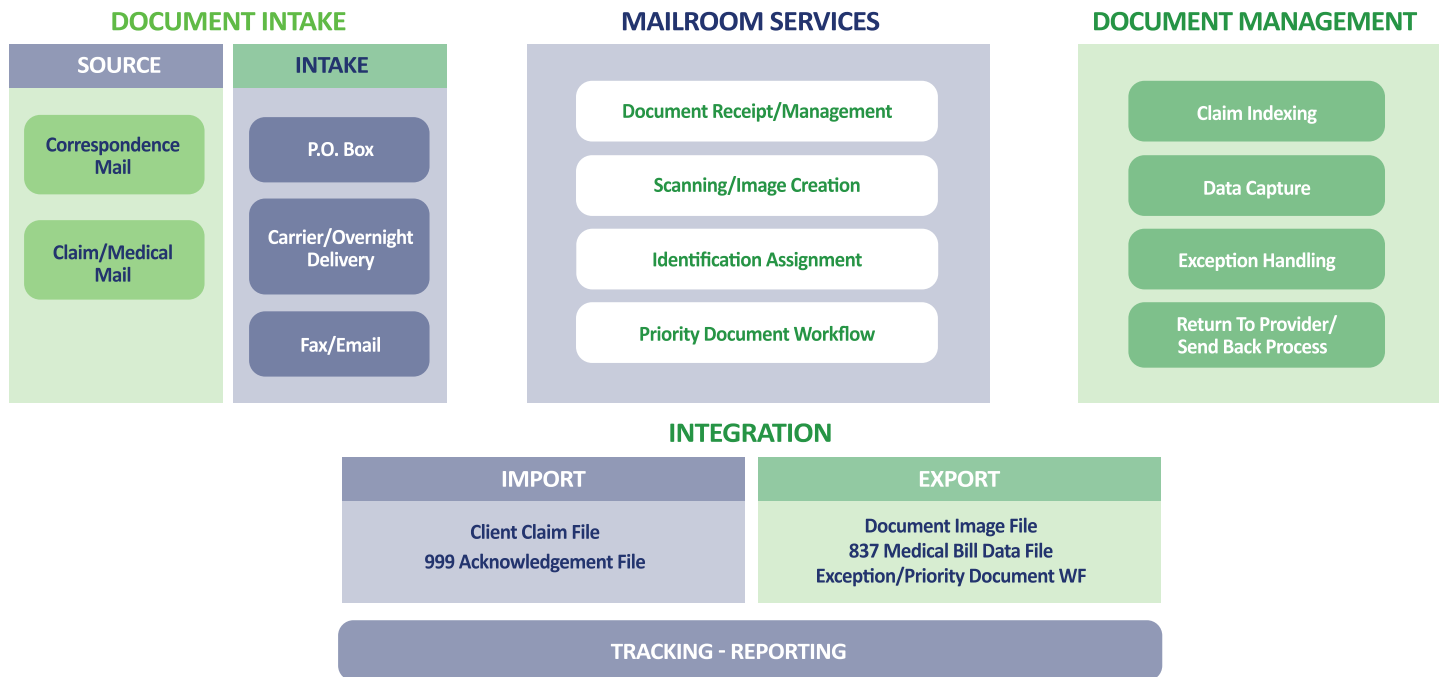 DOCUMENT INTAKE
SOURCE
Correspondence
Mail
Claim/Medical
Mail
INTAKE
P.O. Box
Carrier/Overnight
Delivery
Fax/Email
MAILROOM SERVICES
Document Receipt/Management
Scanning/Image Creation
Identification Assignment
Priority Document Workflow
DOCUMENT MANAGEMENT
Claim Indexing
Data Capture
Exception Handling
Return To Provider/
Send Back Process
INTEGRATION
IMPORT
Client Claim File
999 Acknowledgement File
EXPORT
Document Image File
837 Medical Bill Data File
Exception/Priority Document WF
TRACKING - REPORTING